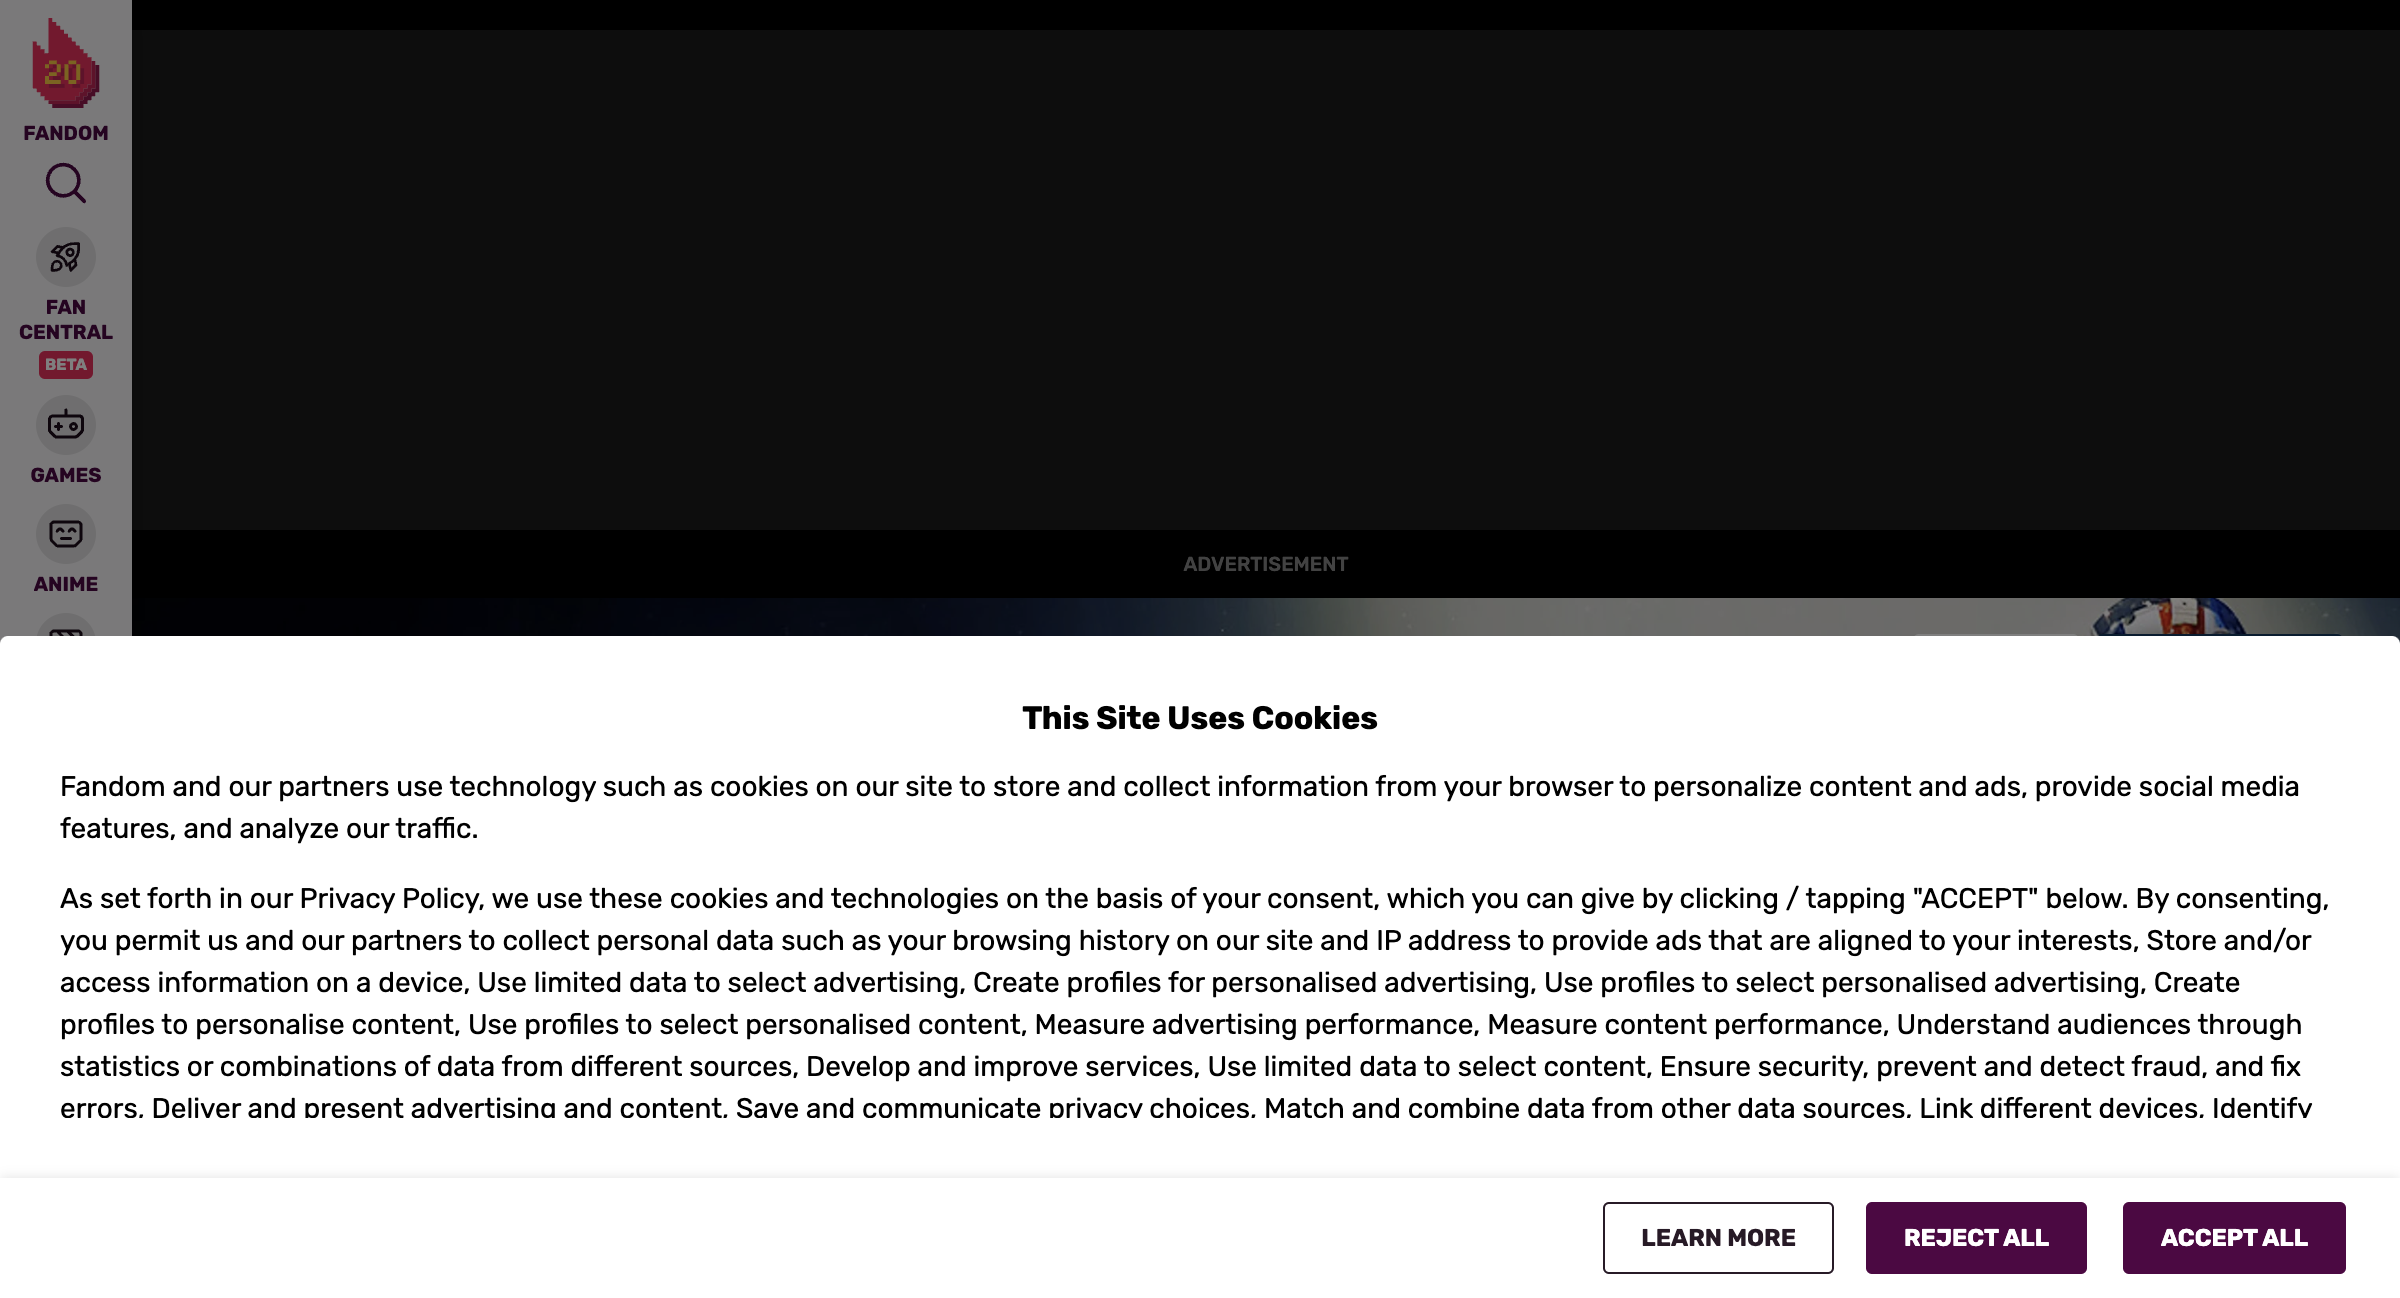 20
FANDOM
FAN
CENTRAL
BETA
GAMES
ANIME
ADVERTISEMENT
This Site Uses Cookies
Fandom and our partners use technology such as cookies on our site to store and collect information from your browser to personalize content and ads, provide social media
features, and analyze our traffic.
As set forth in our Privacy Policy, we use these cookies and technologies on the basis of your consent, which you can give by clicking / tapping "ACCEPT" below. By consenting,
you permit us and our partners to collect personal data such as your browsing history on our site and IP address to provide ads that are aligned to your interests, Store and/or
access information on a device, Use limited data to select advertising, Create profiles for personalised advertising, Use profiles to select personalised advertising, Create
profiles to personalise content, Use profiles to select personalised content, Measure advertising performance, Measure content performance, Understand audiences through
statistics or combinations of data from different sources, Develop and improve services, Use limited data to select content, Ensure security, prevent and detect fraud, and fix
errors, Deliver and present advertising and content, Save and communicate privacy choices, Match and combine data from other data sources, Link different devices, Identify
LEARN MORE
REJECT ALL
ACCEPT ALL